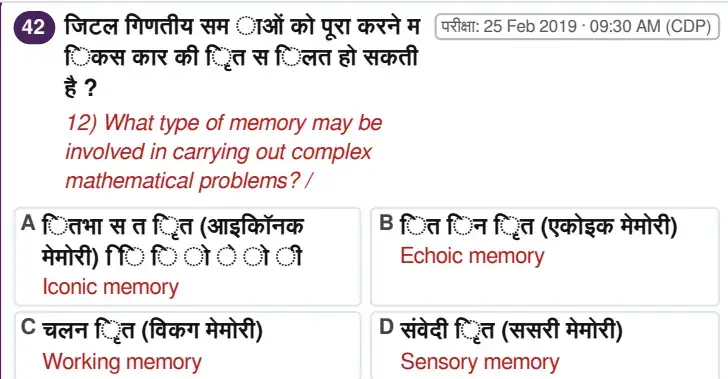 42 जिटल गिणतीय सम ाओं को पूरा करने म
परीक्षा: 25 Feb 2019 · 09:30 AM (CDP)
िकस कार की िृत स िलत हो सकती
है ?
12) What type of memory may be
involved in carrying out complex
mathematical problems? /
A ितभा स त िृत (आइकॉिनक
मेमोरी) िि ि ो े ो ी
Iconic memory
B ित िन िृत (एकोइक मेमोरी)
Echoic memory
C चलन िृत (विकग मेमोरी)
Working memory
D संवेदी िृत (ससरी मेमोरी)
Sensory memory